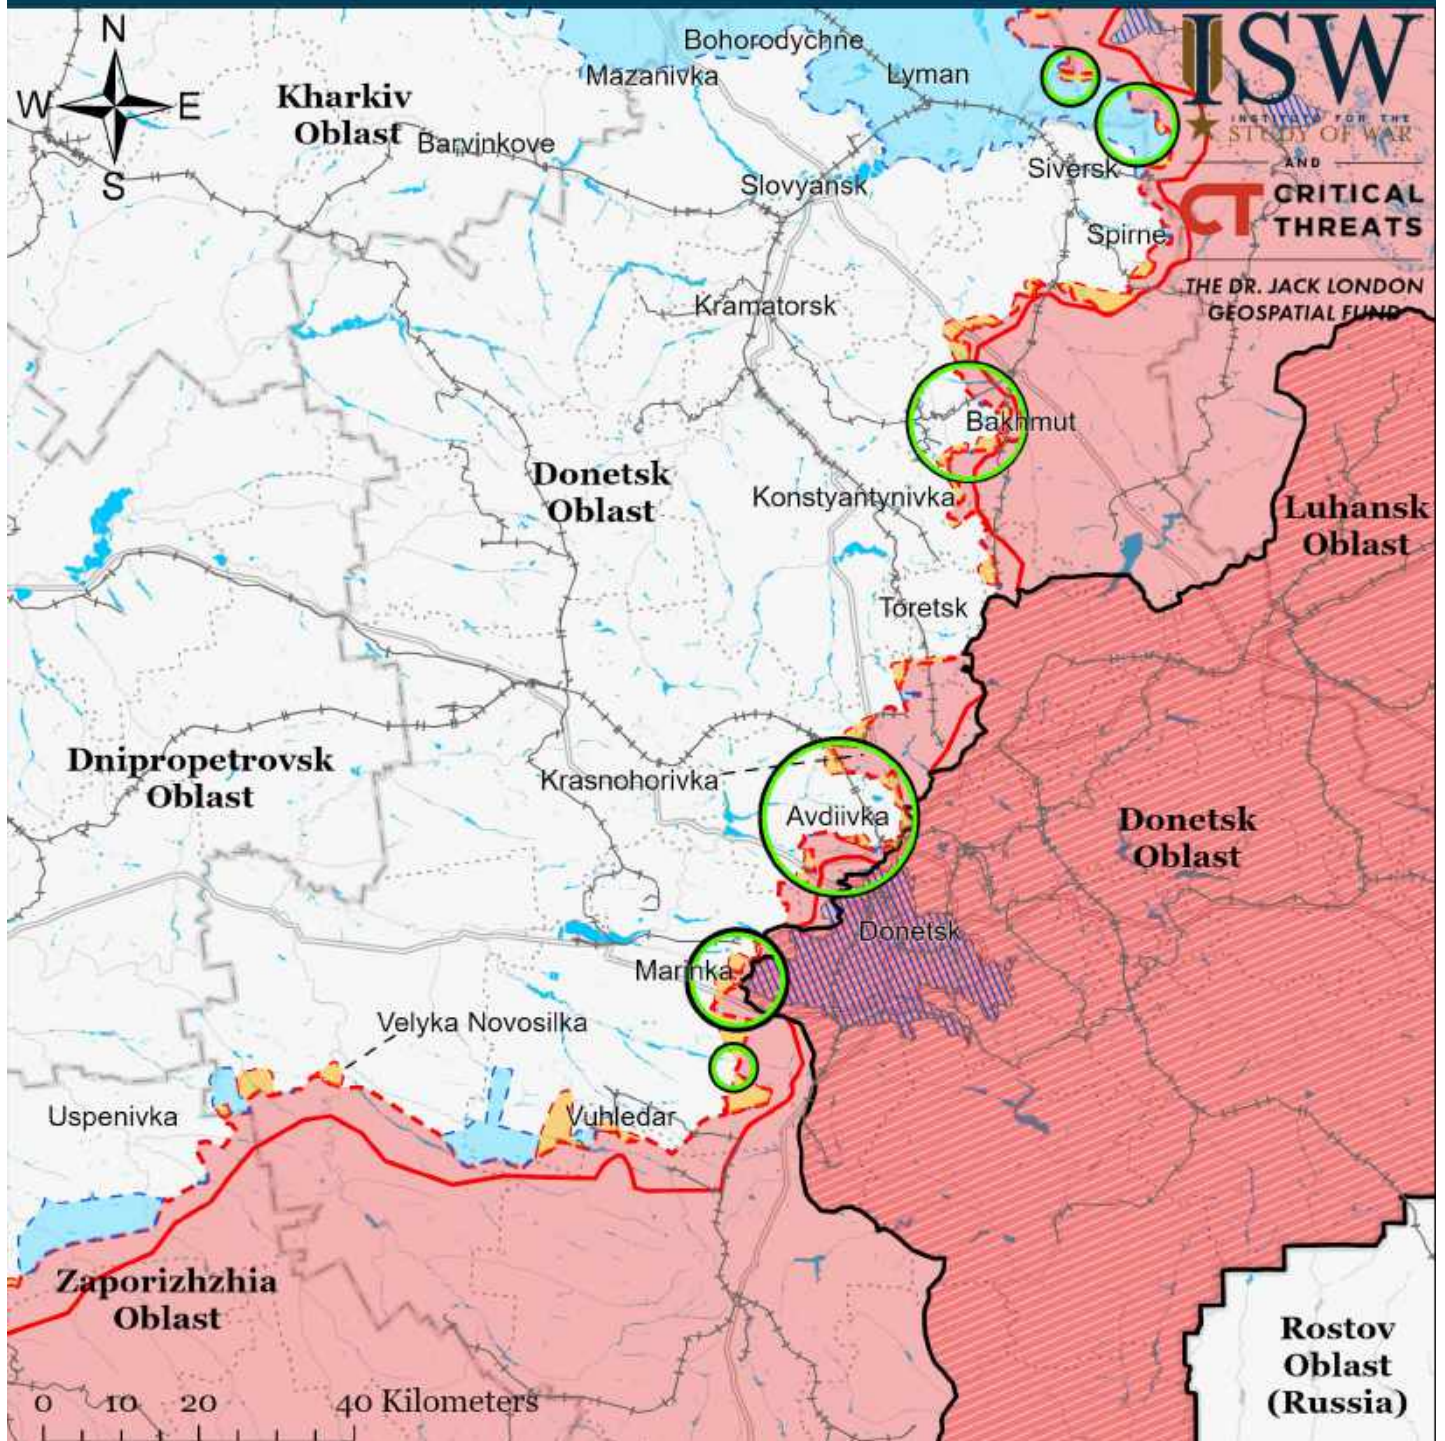 N
W E
S
Kharkiv
Oblast
Barvinkove
Bohorodychne
Mazanivka
Lyman
ISW
INSTITUTE FOR THE
STUDY OF WAR
AND
CT CRITICAL
THREATS
THE DR. JACK LONDON
GEOSPATIAL FUND
Siversk
Slovyansk
Spirne
Kramatorsk
Bakhmut
Donetsk
Oblast
Konstyantynivka
Luhansk
Oblast
Toretsk
Dnipropetrovsk
Oblast
Krasnohorivka
Avdiivka
Donetsk
Oblast
Donetsk
Marinka
Velyka Novosilka
Uspenivka
Vuhledar
Zaporizhzhia
Oblast
Rostov
Oblast
(Russia)
0 10 20 40 Kilometers